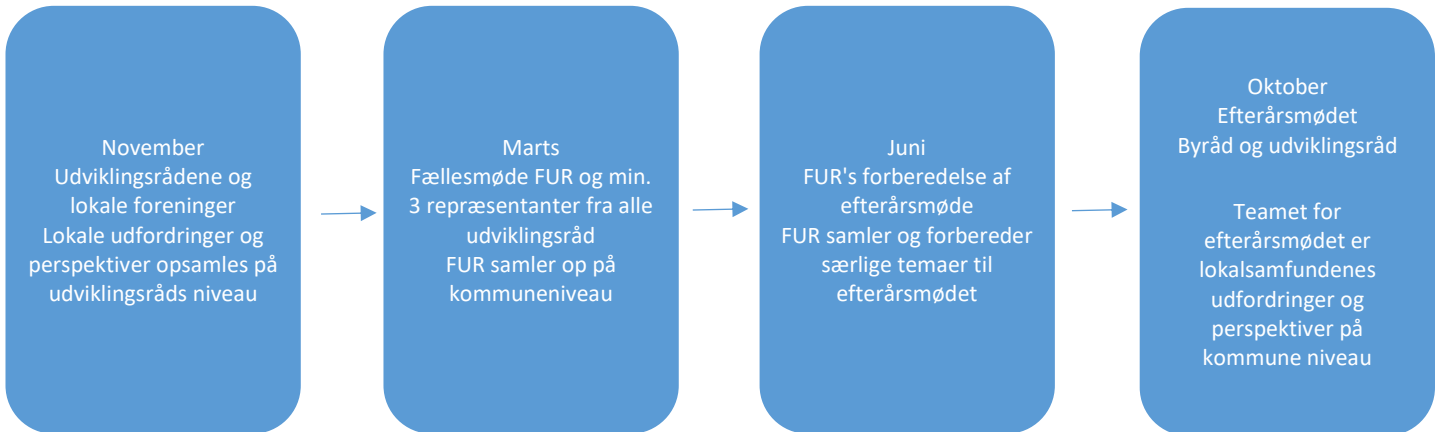 November
Udviklingsrådene og
lokale foreninger
Lokale udfordringer og
perspektiver opsamles på
udviklingsråds niveau
Marts
Fællesmøde FUR og min.
3 repræsentanter fra alle
udviklingsråd
FUR samler op på
kommuneniveau
Juni
FUR's forberedelse af
efterårsmøde
FUR samler og forbereder
særlige temaer til
efterårsmødet
Oktober
Efterårsmødet
Byråd og udviklingsråd
Teamet for
efterårsmødet er
lokalsamfundenes
udfordringer og
perspektiver på
kommune niveau